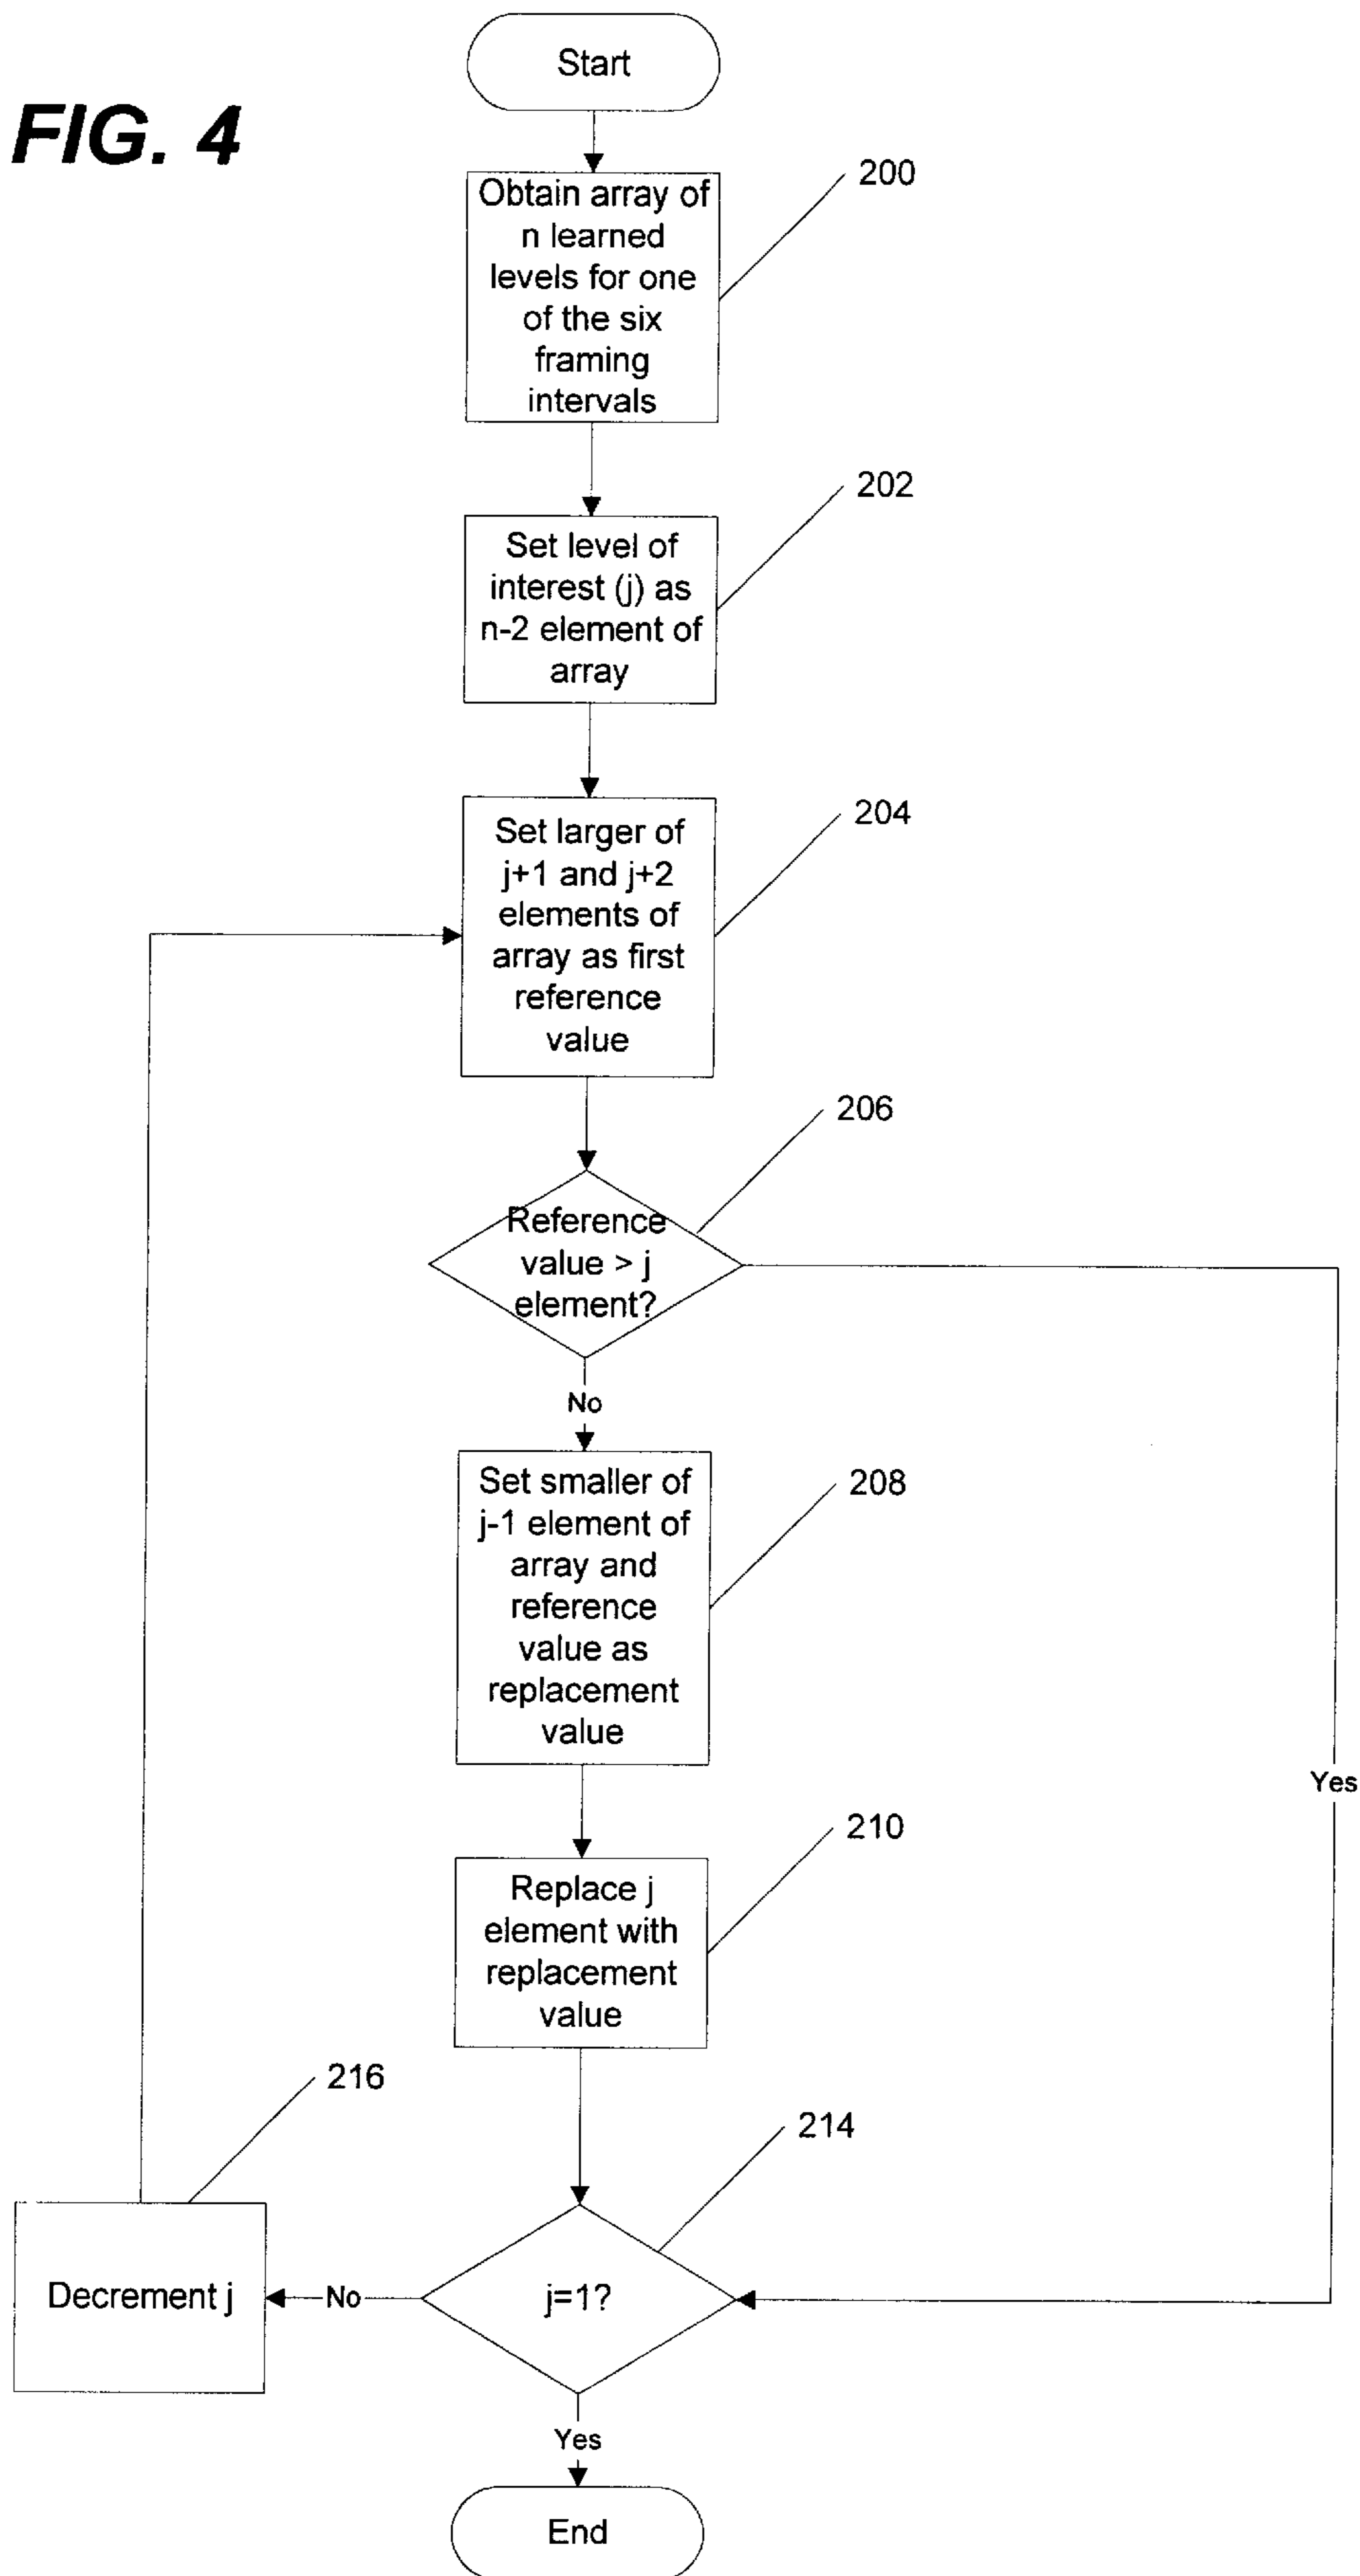 Start
FIG. 4
200
Obtain array of
n learned
levels for one
of the six
framing
intervals
202
Set level of
interest (j) as
n-2 element of
array
204
Set larger of
j+1 and j+2
elements of
array as first
reference
value
206
Reference
value > j
element?
No
208
Set smaller of
j-1 element of
array and
reference
value as
replacement
value
Yes
210
Replace j
element with
replacement
value
216
214
Decrement j
No
j=1?
Yes
End